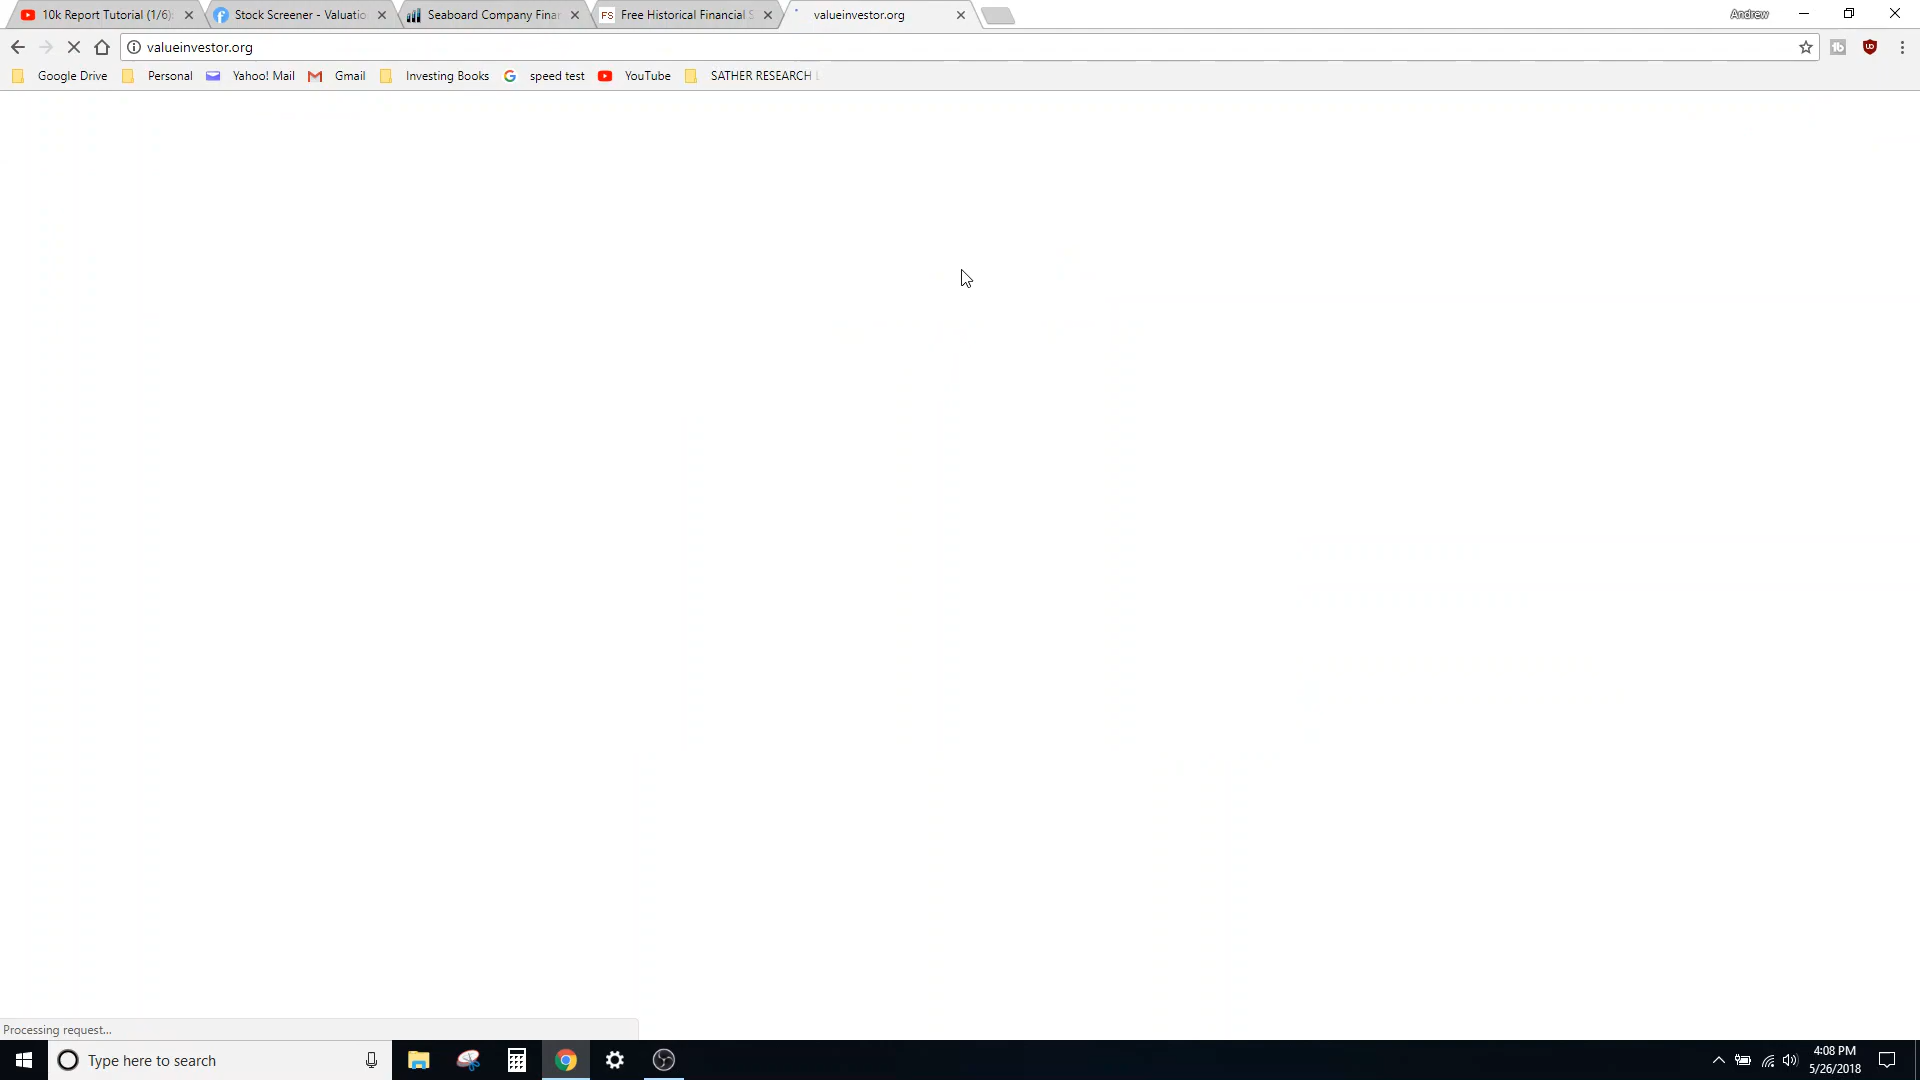 10k Report Tutorial (1/6):
Stock Screener - Valuatio
Seaboard Company Finan
FS Free Historical Financial S
valueinvestor.org
Andrew
valueinvestor.org
Google Drive
Personal
Yahoo! Mail
Gmail
Investing Books
speed test
YouTube
SATHER RESEARCH
Processing request...
Type here to search
4:08 PM
5/26/2018